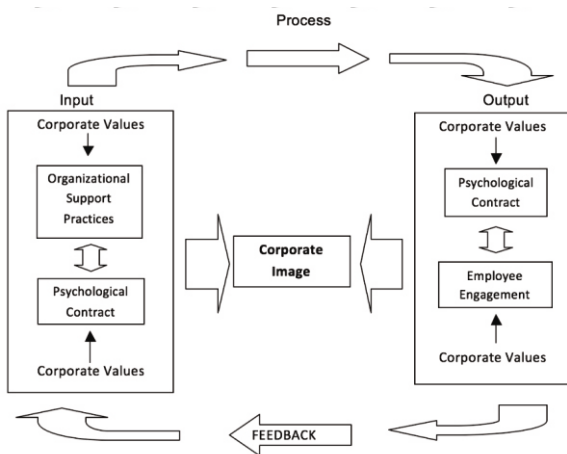 Process
Input
Output
Corporate Values
Organizational
Support
Practices
Psychological
Contract
Corporate Values
Corporate
Image
Corporate Values
Psychological
Contract
Employee
Engagement
Corporate Values
FEEDBACK